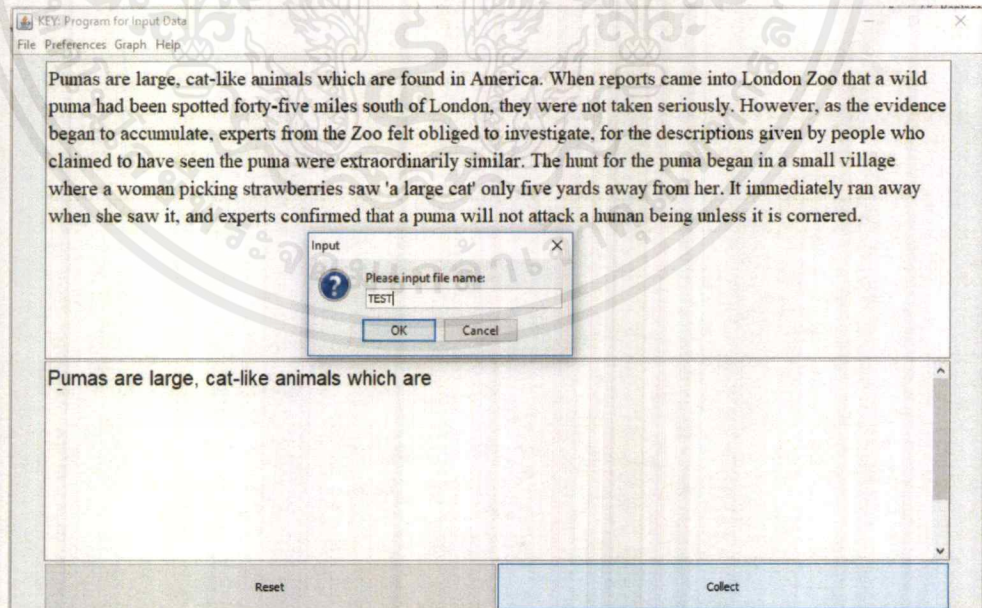 KEY: Program for Input Data
File Preferences Graph Help
Pumas are large, cat-like animals which are found in America. When reports came into London Zoo that a wild
puma had been spotted forty-five miles south of London, they were not taken seriously. However, as the evidence
began to accumulate, experts from the Zoo felt obliged to investigate, for the descriptions given by people who
claimed to have seen the puma were extraordinarily similar. The hunt for the puma began in a small village
where a woman picking strawberries saw 'a large cat' only five yards away from her. It immediately ran away
when she saw it, and experts confirmed that a puma will not attack a human being unless it is cornered.
Input
Please input file name:
TEST
OK Cancel
Pumas are large, cat-like animals which are
Reset Collect